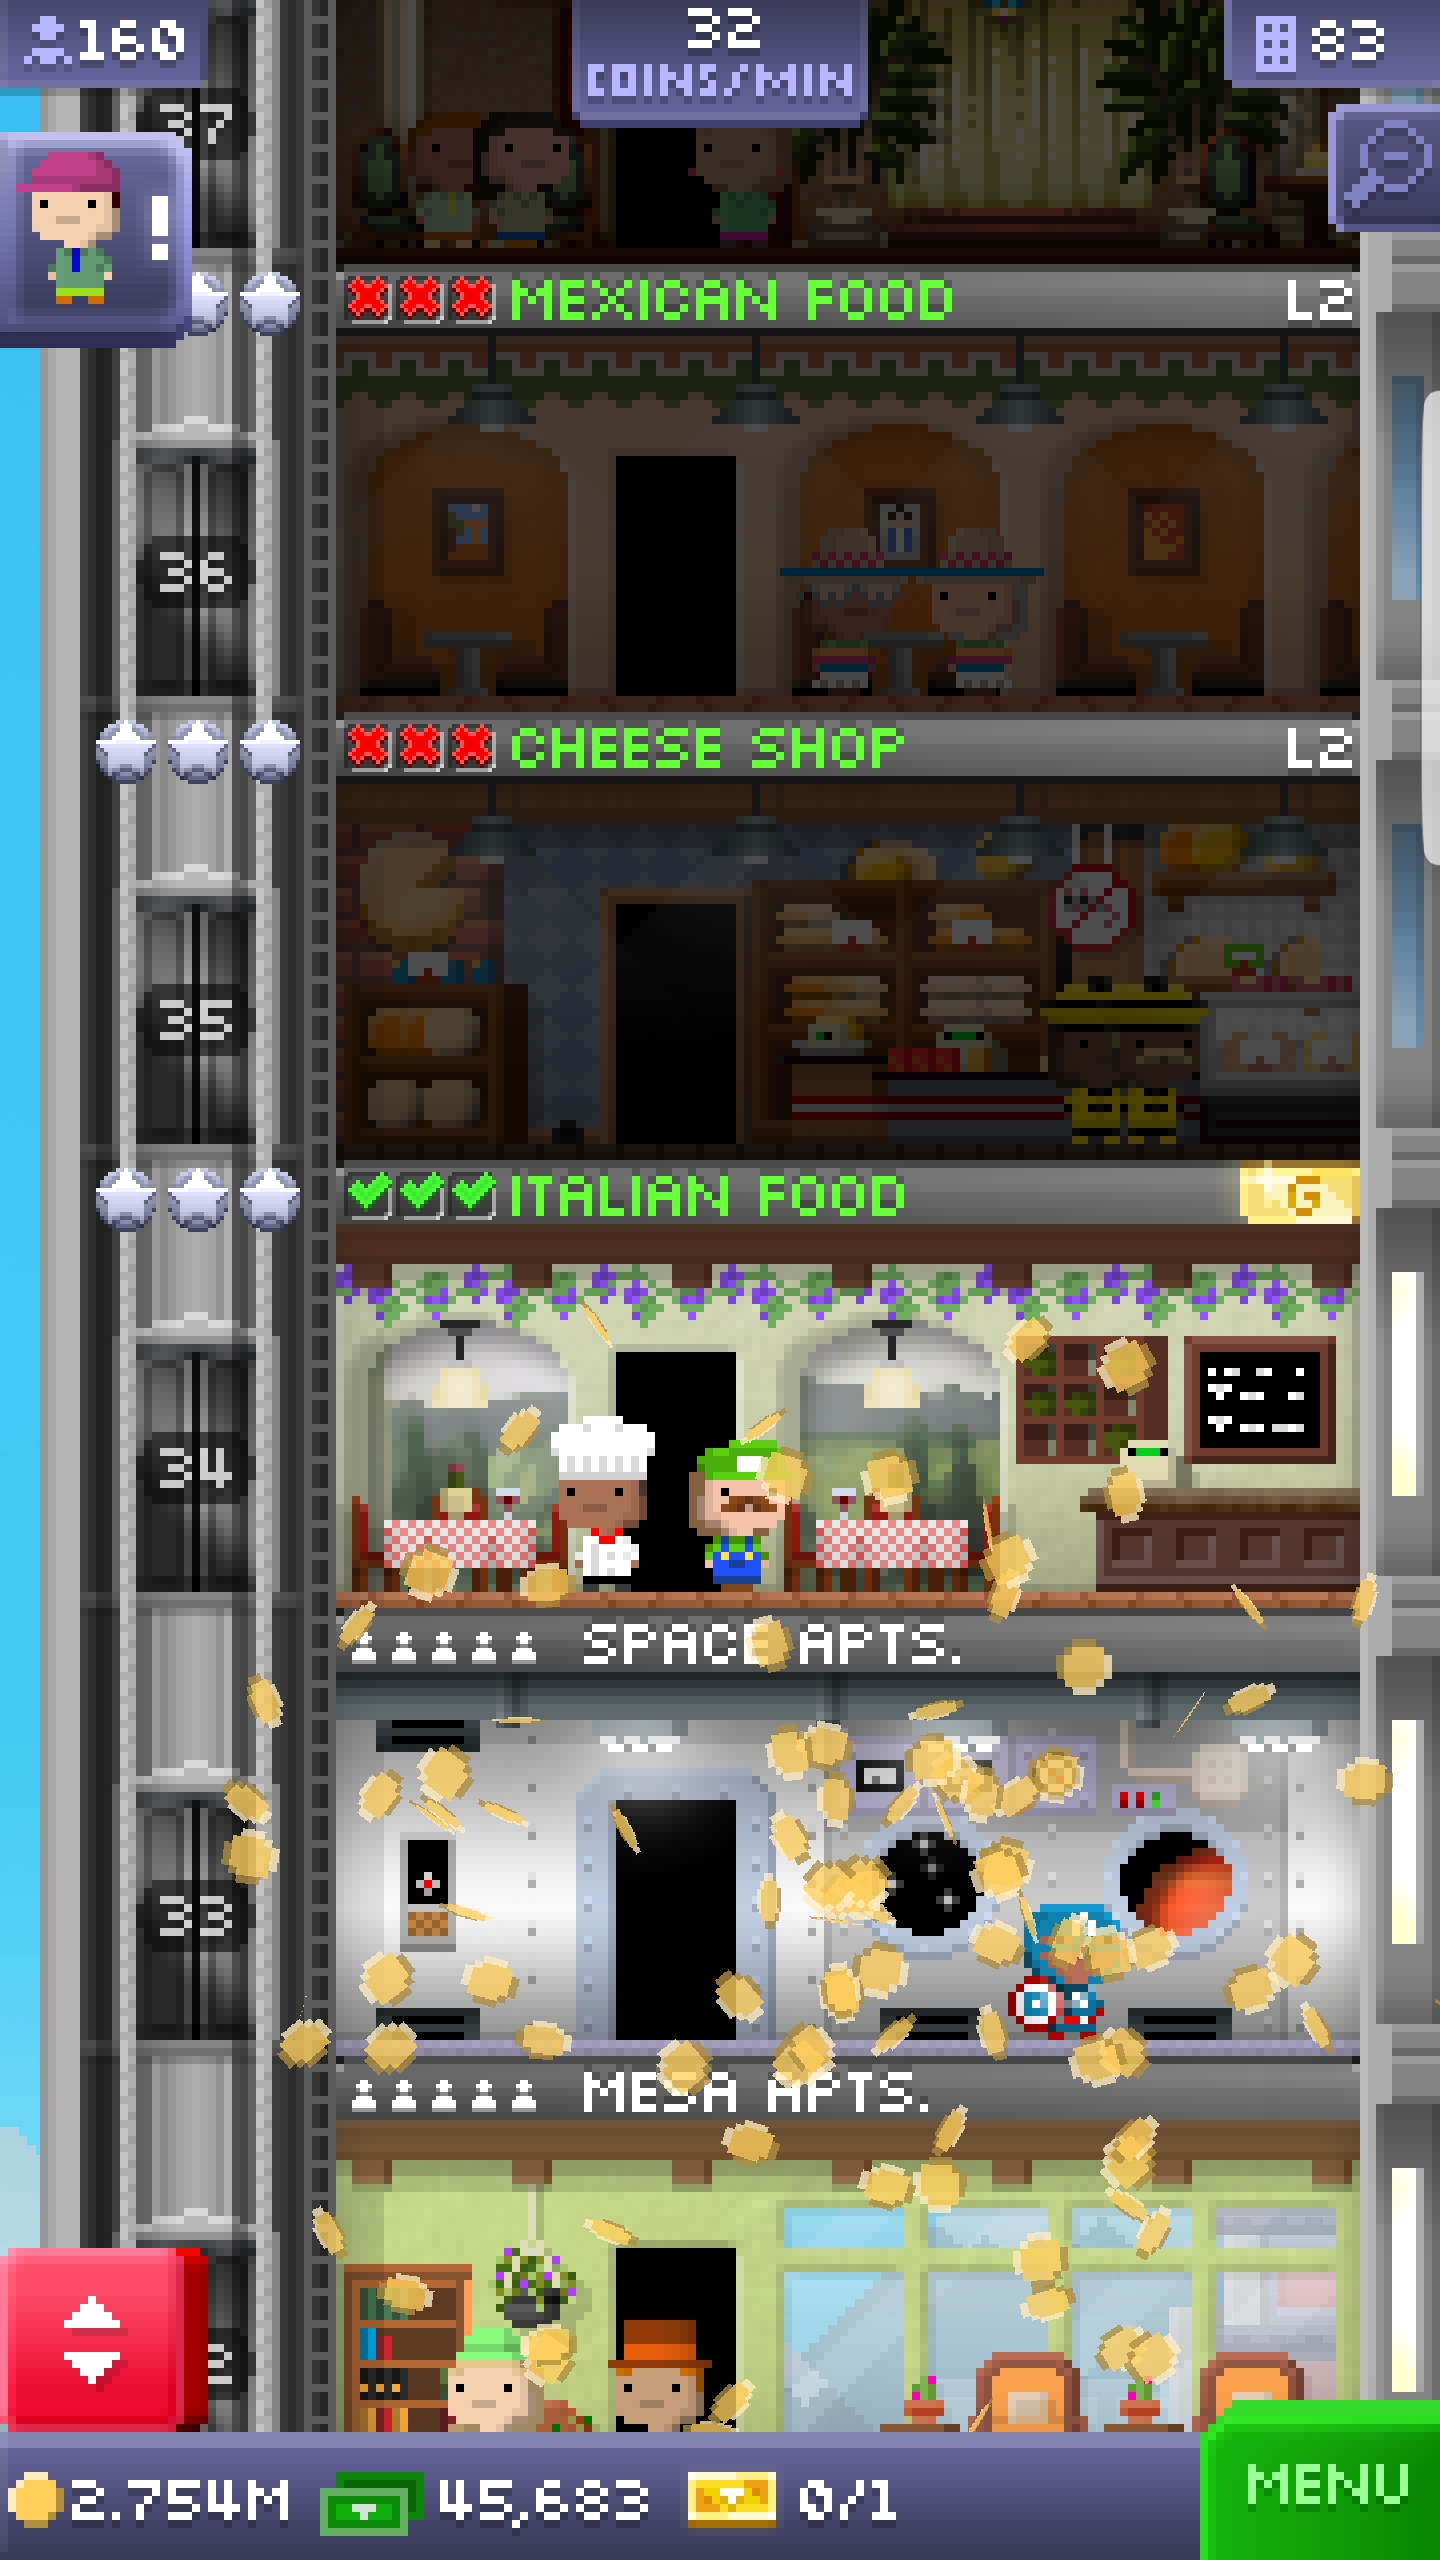 160
32
COINS/MIN
83
37
!
MEXICAN FOOD L2
36
CHEESE SHOP L2
35
ITALIAN FOOD G
34
SPACE APTS.
33
MESA APTS.
2
2.754M 45,683 0/1
MENU